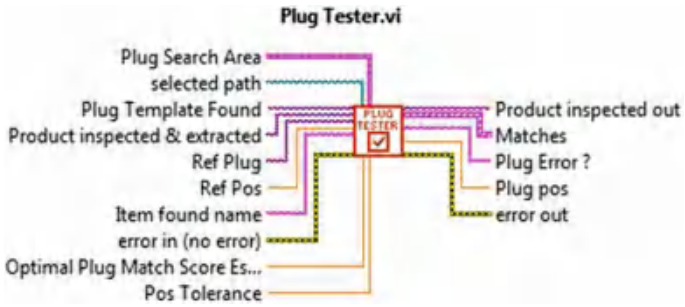 Plug Tester.vi
Plug Search Area
selected path
Plug Template Found
Product inspected & extracted
Ref Plug
Ref Pos
Item found name
error in (no error)
Optimal Plug Match Score Es...
Pos Tolerance
PLUG
TESTER
Product inspected out
Matches
Plug Error ?
Plug pos
error out